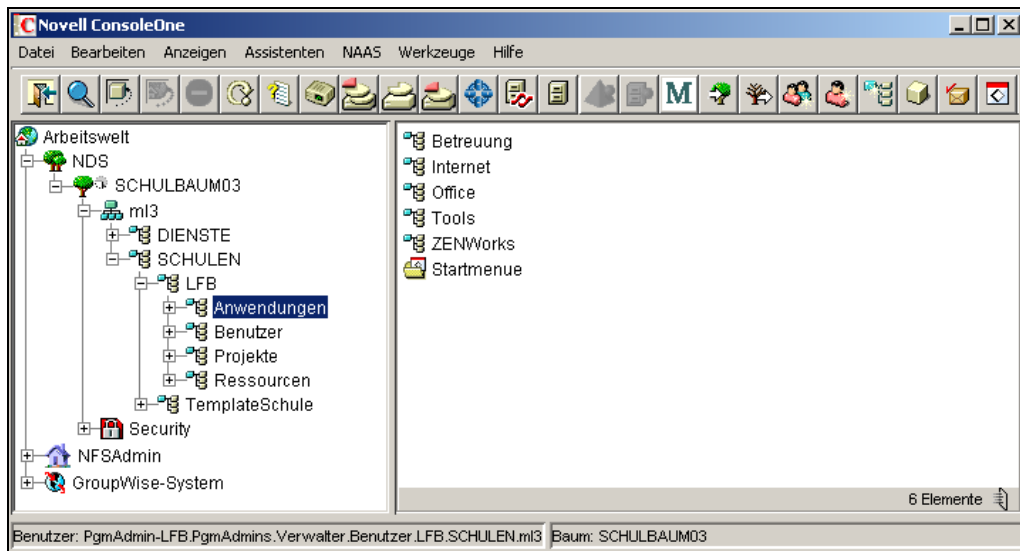 Novell ConsoleOne
Datei Bearbeiten Anzeigen Assistenten NAAS Werkzeuge Hilfe
M
Arbeitswelt
NDS
SCHULBAUM03
ml3
DIENSTE
SCHULEN
LFB
Anwendungen
Benutzer
Projekte
Ressourcen
TemplateSchule
Security
NFSAdmin
GroupWise-System
Betreuung
Internet
Office
Tools
ZENWorks
Startmenue
6 Elemente
Benutzer: PgmAdmin-LFB.PgmAdmins.Verwalter.Benutzer.LFB.SCHULEN.ml3 Baum: SCHULBAUM03